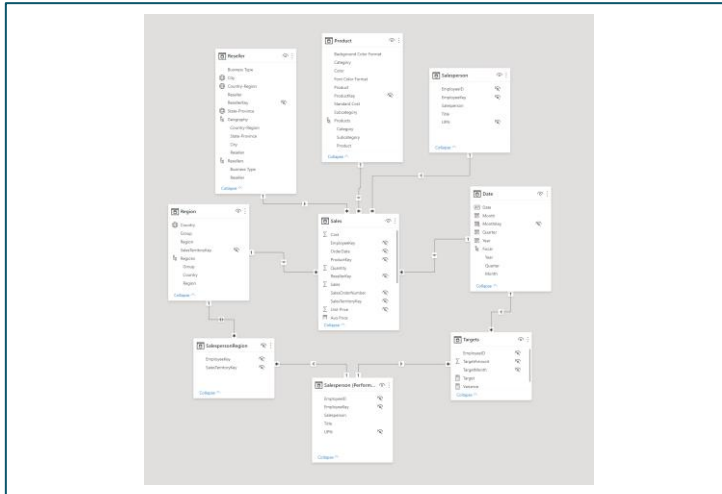 Reseller
Business Type
City
Country-Region
Reseller
ResellerKey
State-Province
Geography
Country-Region
State-Province
City
Reseller
Resellers
Business Type
Reseller
Collapse
Product
Background Color Format
Category
Color
Font Color Format
Product
ProductKey
Standard Cost
Subcategory
Products
Category
Subcategory
Product
Collapse
Salesperson
EmployeeID
EmployeeKey
Salesperson
Title
UPN
Collapse
Region
Country
Group
Region
SalesTerritoryKey
Regions
Group
Country
Region
Collapse
Sales
Cost
EmployeeKey
OrderDate
ProductKey
Quantity
ResellerKey
Sales
SalesOrderNumber
SalesTerritoryKey
Unit Price
Avg Price
Collapse
Date
Date
Month
MonthKey
Quarter
Year
Fiscal
Year
Quarter
Month
Collapse
SalespersonRegion
EmployeeKey
SalesTerritoryKey
Collapse
Salesperson (Perform...
EmployeeID
EmployeeKey
Salesperson
Title
UPN
Collapse
Targets
EmployeeID
TargetAmount
TargetMonth
Target
Variance
Collapse